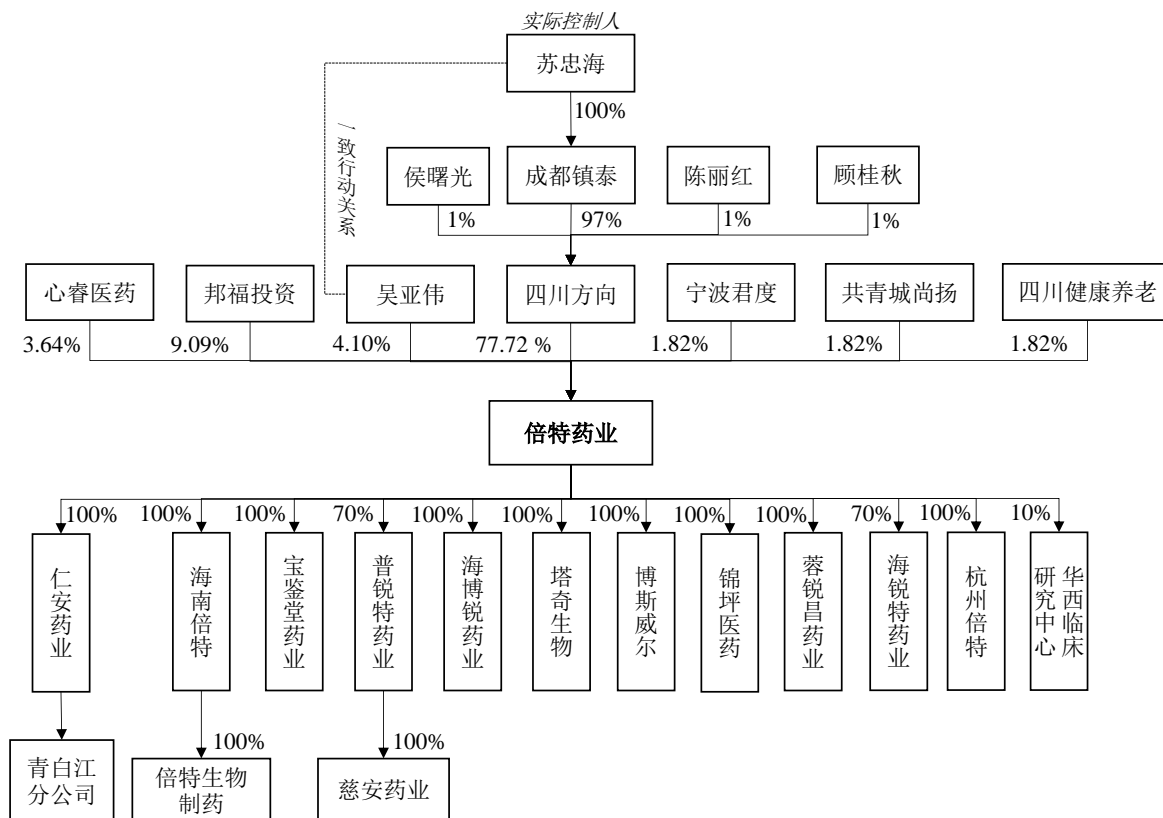 实际控制人
苏忠海
100%
一致行动关系
侯曙光
成都镇泰
陈丽红
顾桂秋
1%
97%
1%
1%
心睿医药
邦福投资
吴亚伟
四川方向
宁波君度
共青城尚扬
四川健康养老
3.64%
9.09%
4.10%
77.72 %
1.82%
1.82%
1.82%
倍特药业
100%
100%
100%
70%
100%
100%
100%
100%
100%
70%
100%
10%
仁安药业
海南倍特
宝鉴堂药业
普锐特药业
海博锐药业
塔奇生物
博斯威尔
锦坪医药
蓉锐昌药业
海锐特药业
杭州倍特
华西临床
研究中心
100%
100%
青白江
分公司
倍特生物
制药
慈安药业